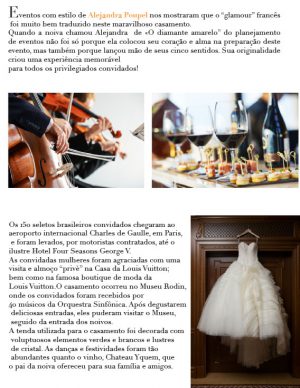 Eventos com estilo de Alejandra Poupel nos mostraram que o “glamour” francês
foi muito bem traduzido neste maravilhoso casamento.
Quando a noiva chamou Alejandra de «O diamante amarelo” do planejamento
de eventos não foi só porque ela colocou seu coração e alma na preparação deste
evento, mas também porque lançou mão de seus cinco sentidos. Sua originalidade
criou uma experiência memorável
para todos os privilegiados convidados!
Os 150 seletos brasileiros convidados chegaram ao
aeroporto internacional Charles de Gaulle, em Paris,
e foram levados, por motoristas contratados, até o
ilustre Hotel Four Seasons George V.
As convidadas mulheres foram agraciadas com uma
visita e almoço “privé” na Casa da Louis Vuitton;
bem como na famosa boutique de moda da
Louis Vuitton.O casamento ocorreu no Museu Rodin,
onde os convidados foram recebidos por
40 músicos da Orquestra Sinfônica. Após degustarem
deliciosas entradas, eles puderam visitar o Museu,
seguido da entrada dos noivos.
A tenda utilizada para o casamento foi decorada com
voluptuosos elementos verdes e brancos e lustres
de cristal. As danças e festividades foram tão
abundantes quanto o vinho, Chateau Yquem, que
o pai da noiva ofereceu para sua família e amigos.